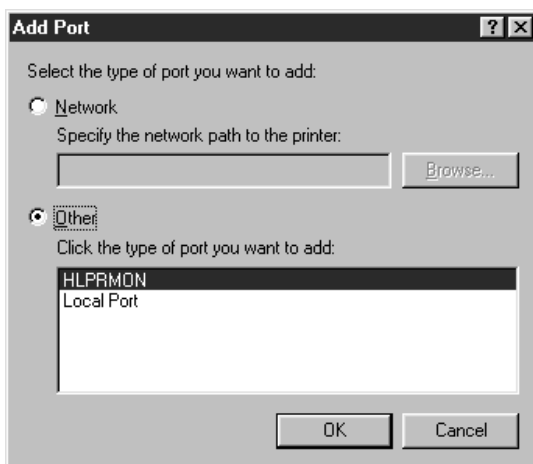 Add Port
Select the type of port you want to add:
Network
Specify the network path to the printer:
Browse...
Other
Click the type of port you want to add:
HLPRMON
Local Port
OK Cancel